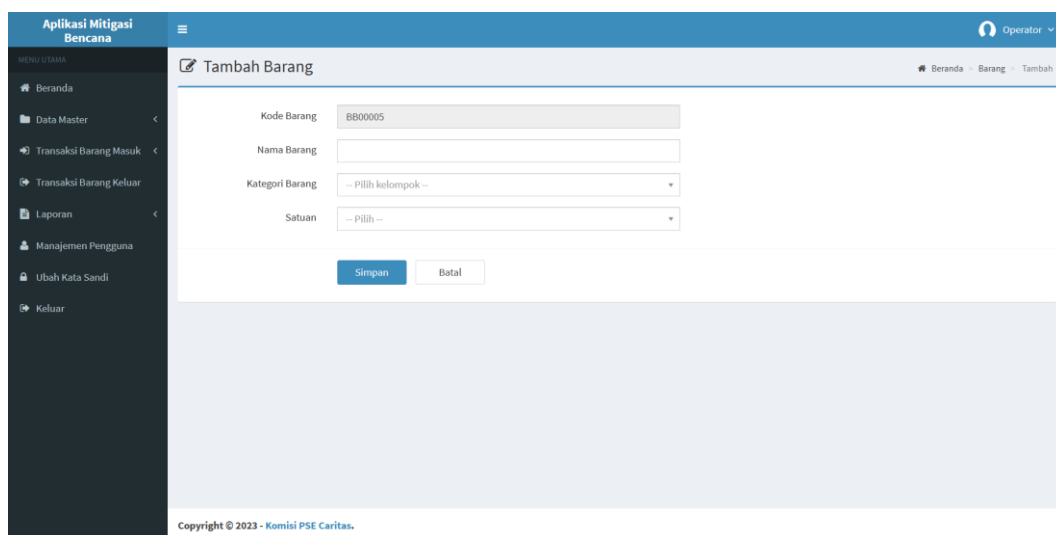 Aplikasi Mitigasi
Bencana
Operator
MENU UTAMA
Beranda
Data Master
Transaksi Barang Masuk
Transaksi Barang Keluar
Laporan
Manajemen Pengguna
Ubah Kata Sandi
Keluar
Tambah Barang
Beranda > Barang > Tambah
Kode Barang BB00005
Nama Barang
Kategori Barang -- Pilih kelompok --
Satuan -- Pilih --
Simpan Batal
Copyright © 2023 - Komisi PSE Caritas.